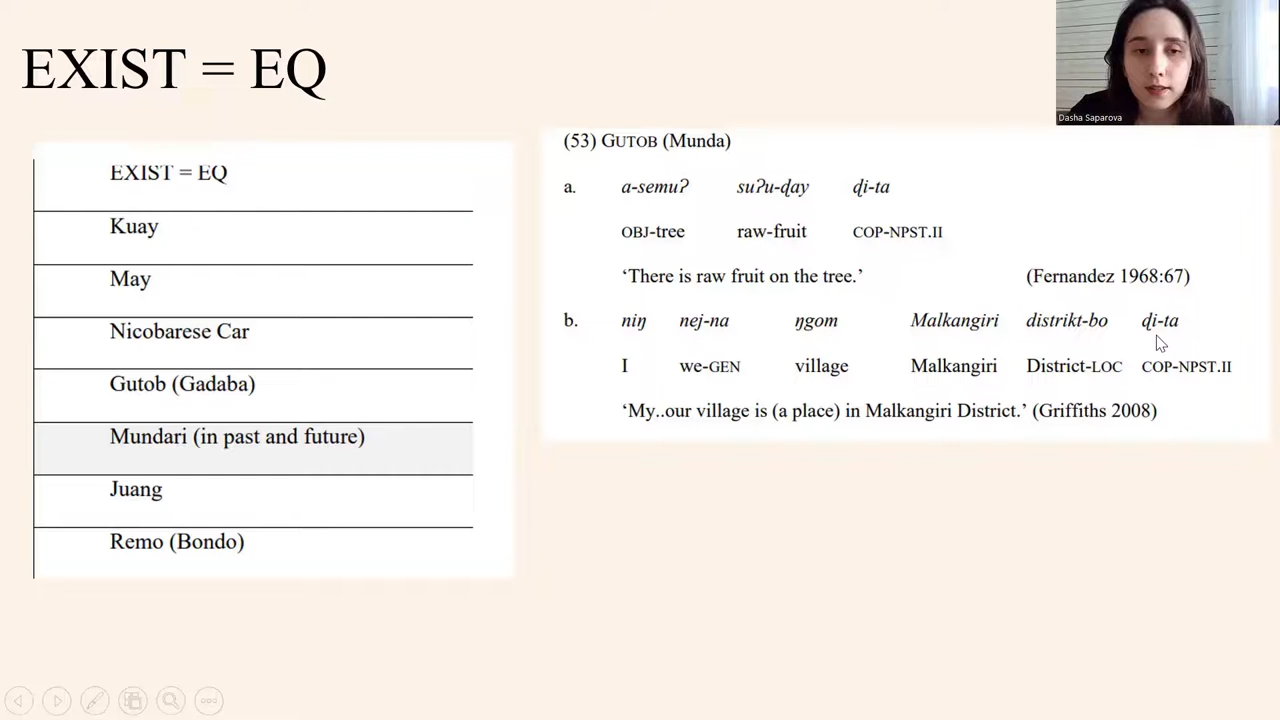 EXIST = EQ
Dasha Saparova
EXIST = EQ
Kuay
May
Nicobarese Car
Gutob (Gadaba)
Mundari (in past and future)
Juang
Remo (Bondo)
(53) GUTOB (Munda)
a. a-semuʔ suʔu-ɖay ɖi-ta
OBJ-tree raw-fruit COP-NPST.II
‘There is raw fruit on the tree.’ (Fernandez 1968:67)
b. niŋ nej-na ŋgom Malkangiri distrikt-bo ɖi-ta
I we-GEN village Malkangiri District-LOC COP-NPST.II
‘My..our village is (a place) in Malkangiri District.’ (Griffiths 2008)